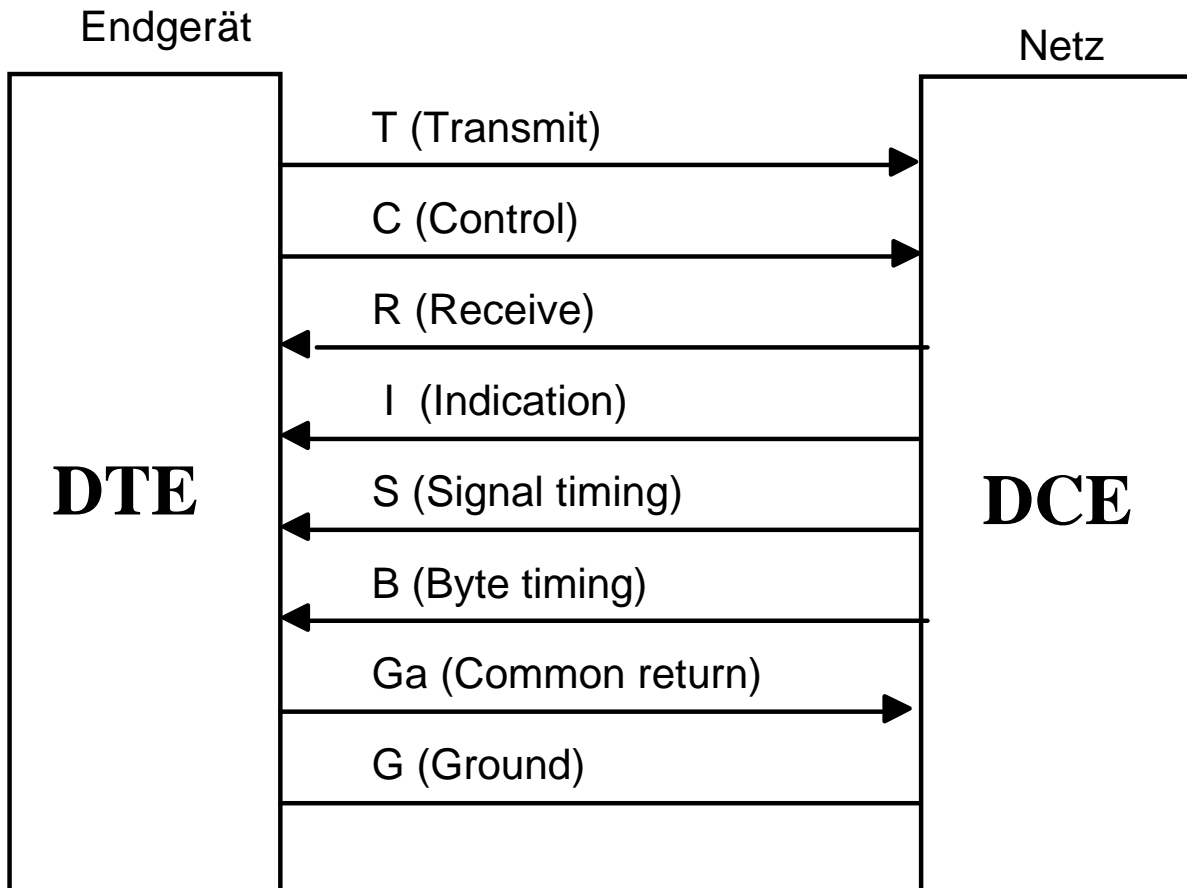 Endgerät
Netz
T (Transmit)
C (Control)
R (Receive)
I (Indication)
DTE
S (Signal timing)
DCE
B (Byte timing)
Ga (Common return)
G (Ground)